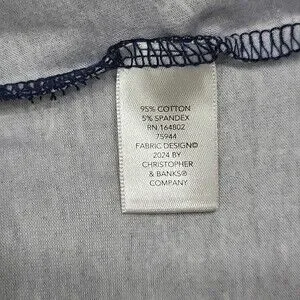 95% COTTON
5% SPANDEX
RN 164802
75944
FABRIC DESIGN©
2024 BY
CHRISTOPHER
& BANKS®
COMPANY